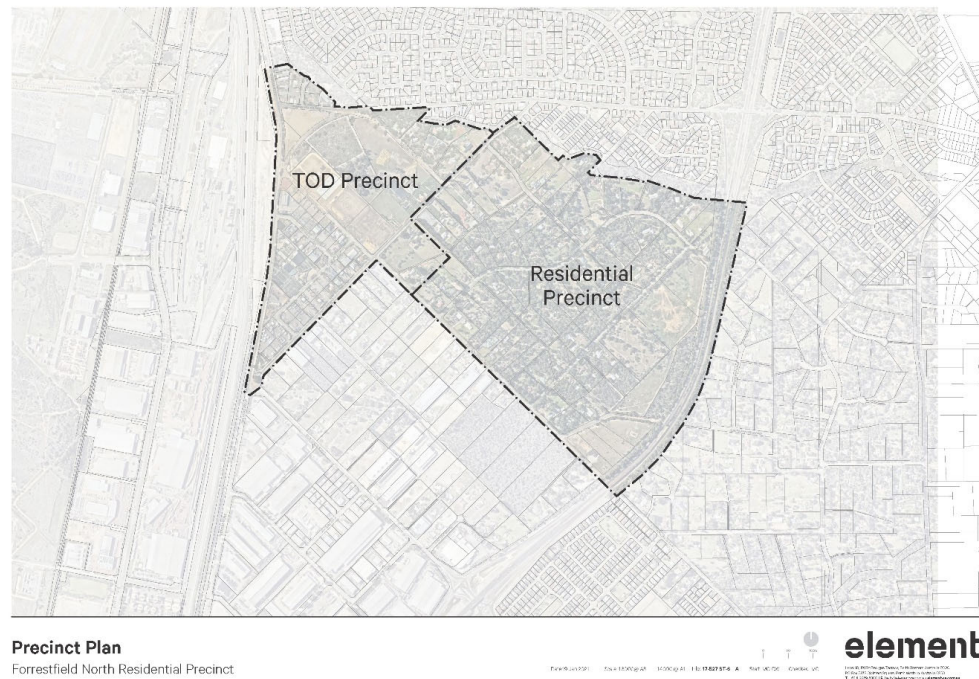 TOD Precinct
Residential
Precinct
Precinct Plan
Forrestfield North Residential Precinct
element